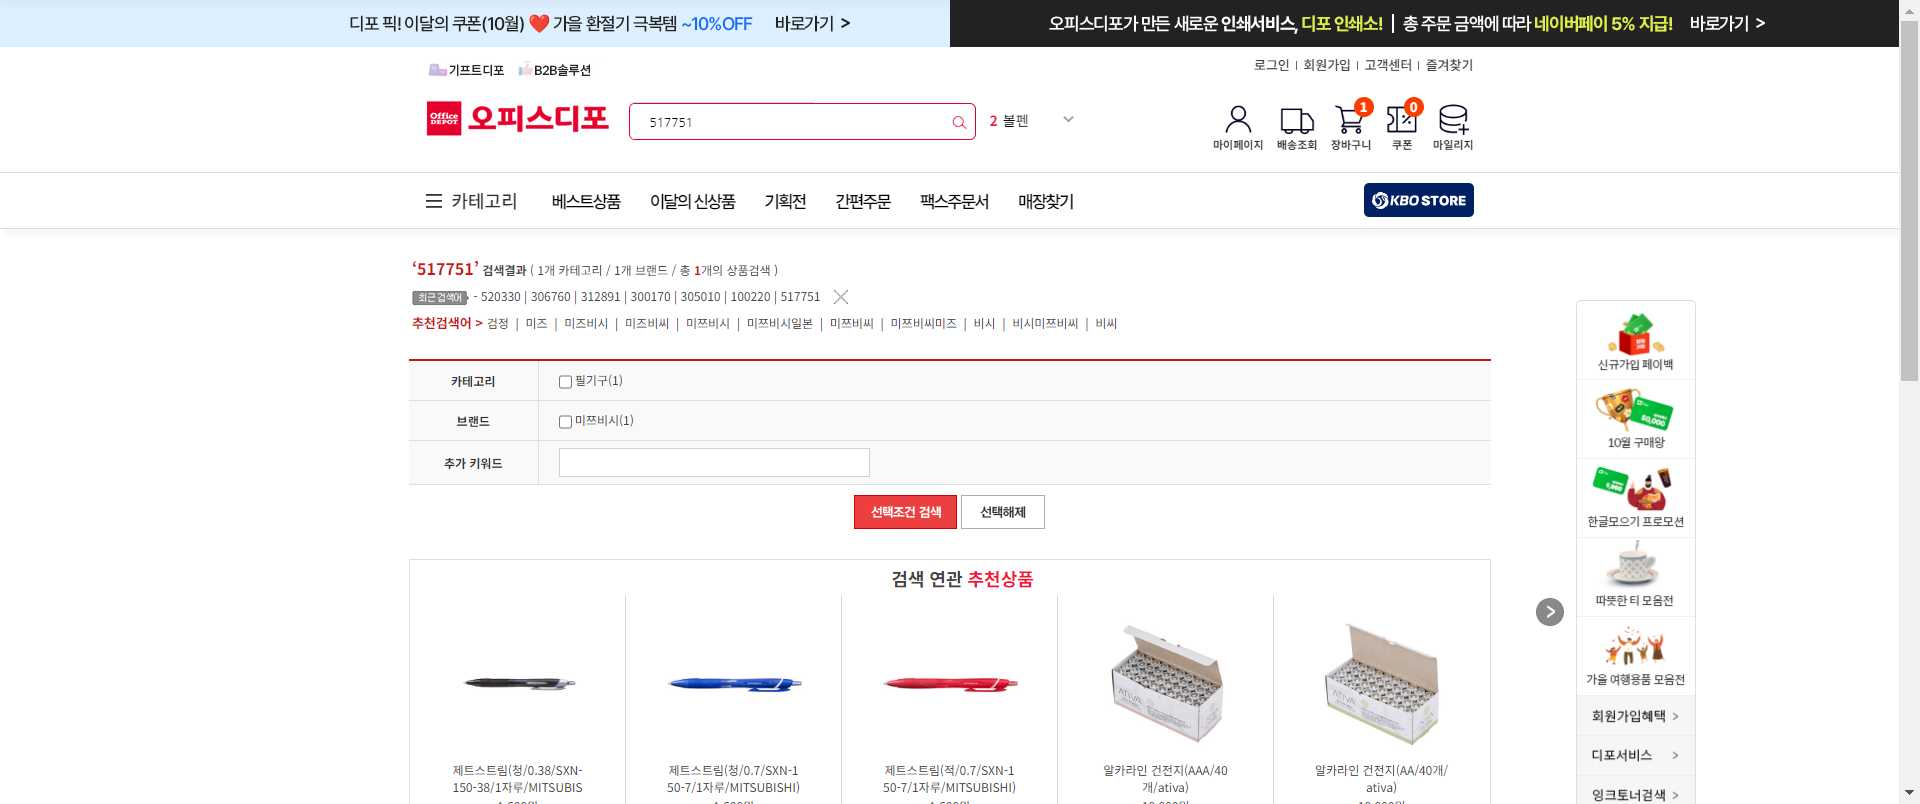 디포 픽! 이달의 쿠폰(10월) ❤️ 가을 환절기 극복템 ~10%OFF 바로가기 >
오피스디포가 만든 새로운 인쇄서비스, 디포 인쇄소! | 총 주문 금액에 따라 네이버페이 5% 지급! 바로가기 >
기프트디포 B2B솔루션
로그인 | 회원가입 | 고객센터 | 즐겨찾기
Office DEPOT 오피스디포
517751
2 볼펜
1
0
마이페이지 배송조회 장바구니 쿠폰 마일리지
카테고리 베스트상품 이달의 신상품 기획전 간편주문 팩스주문서 매장찾기
KBO STORE
‘517751’ 검색결과 ( 1개 카테고리 / 1개 브랜드 / 총 1개의 상품검색 )
최근 검색어 - 520330 | 306760 | 312891 | 300170 | 305010 | 100220 | 517751
추천검색어 > 검정 | 미즈 | 미즈비시 | 미즈비씨 | 미쯔비시 | 미쯔비시일본 | 미쯔비씨 | 미쯔비씨미즈 | 비시 | 비시미쯔비씨 | 비씨
카테고리 필기구(1)
브랜드 미쯔비시(1)
추가 키워드
선택조건 검색 선택해제
검색 연관 추천상품
제트스트림(청/0.38/SXN-
150-38/1자루/MITSUBIS
제트스트림(청/0.7/SXN-1
50-7/1자루/MITSUBISHI)
제트스트림(적/0.7/SXN-1
50-7/1자루/MITSUBISHI)
알카라인 건전지(AAA/40
개/ativa)
알카라인 건전지(AA/40개/
ativa)
신규가입 페이백
50,000
10월 구매왕
한글모으기 프로모션
따뜻한 티 모음전
가을 여행용품 모음전
회원가입혜택 >
디포서비스 >
잉크토너검색 >